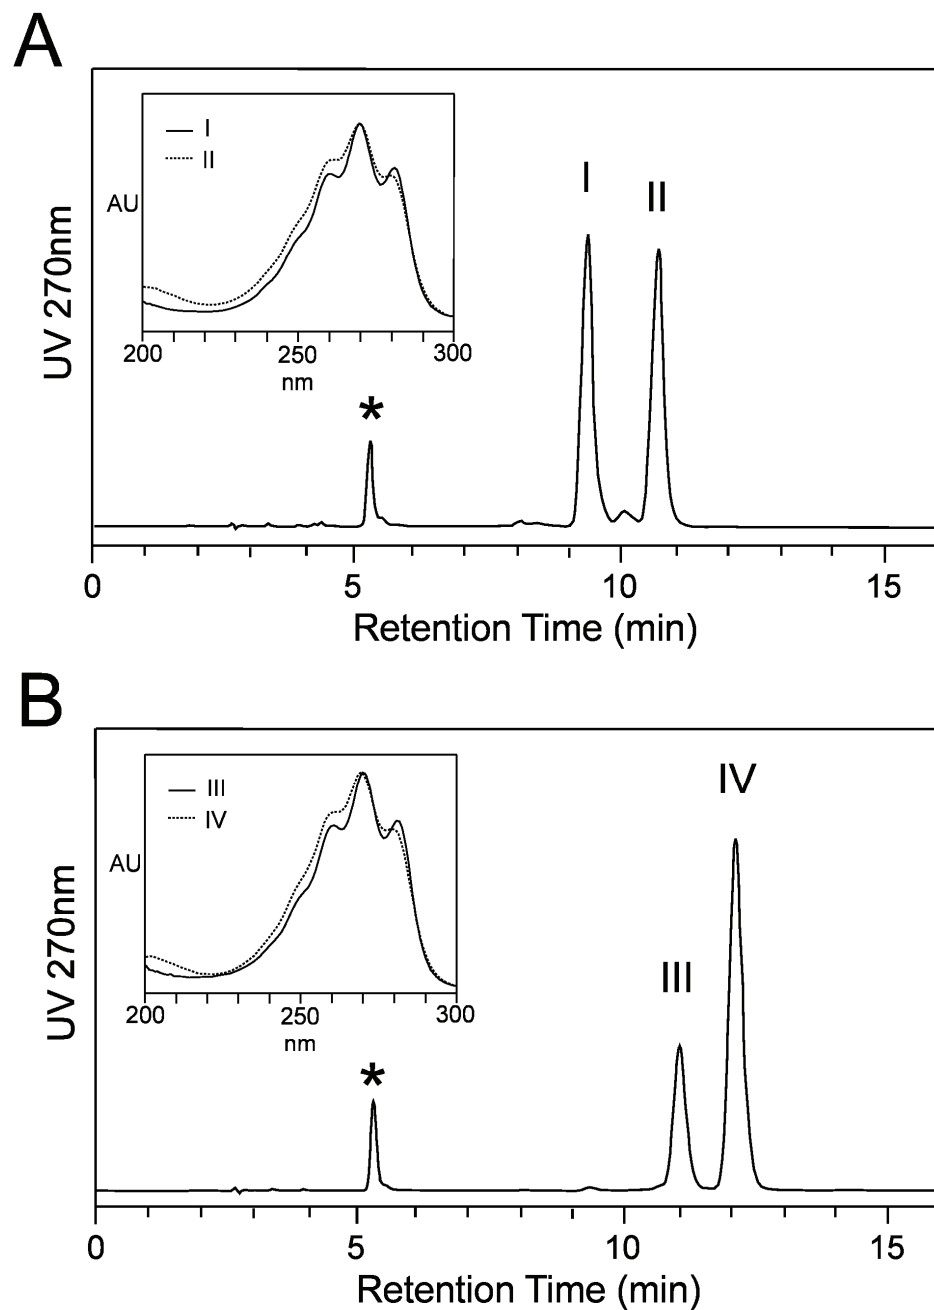 A
I
II
AU
200
250
300
nm
I
II
*
UV 270nm
0
5
10
15
Retention Time (min)
B
III
IV
AU
200
250
300
nm
III
IV
*
UV 270nm
0
5
10
15
Retention Time (min)